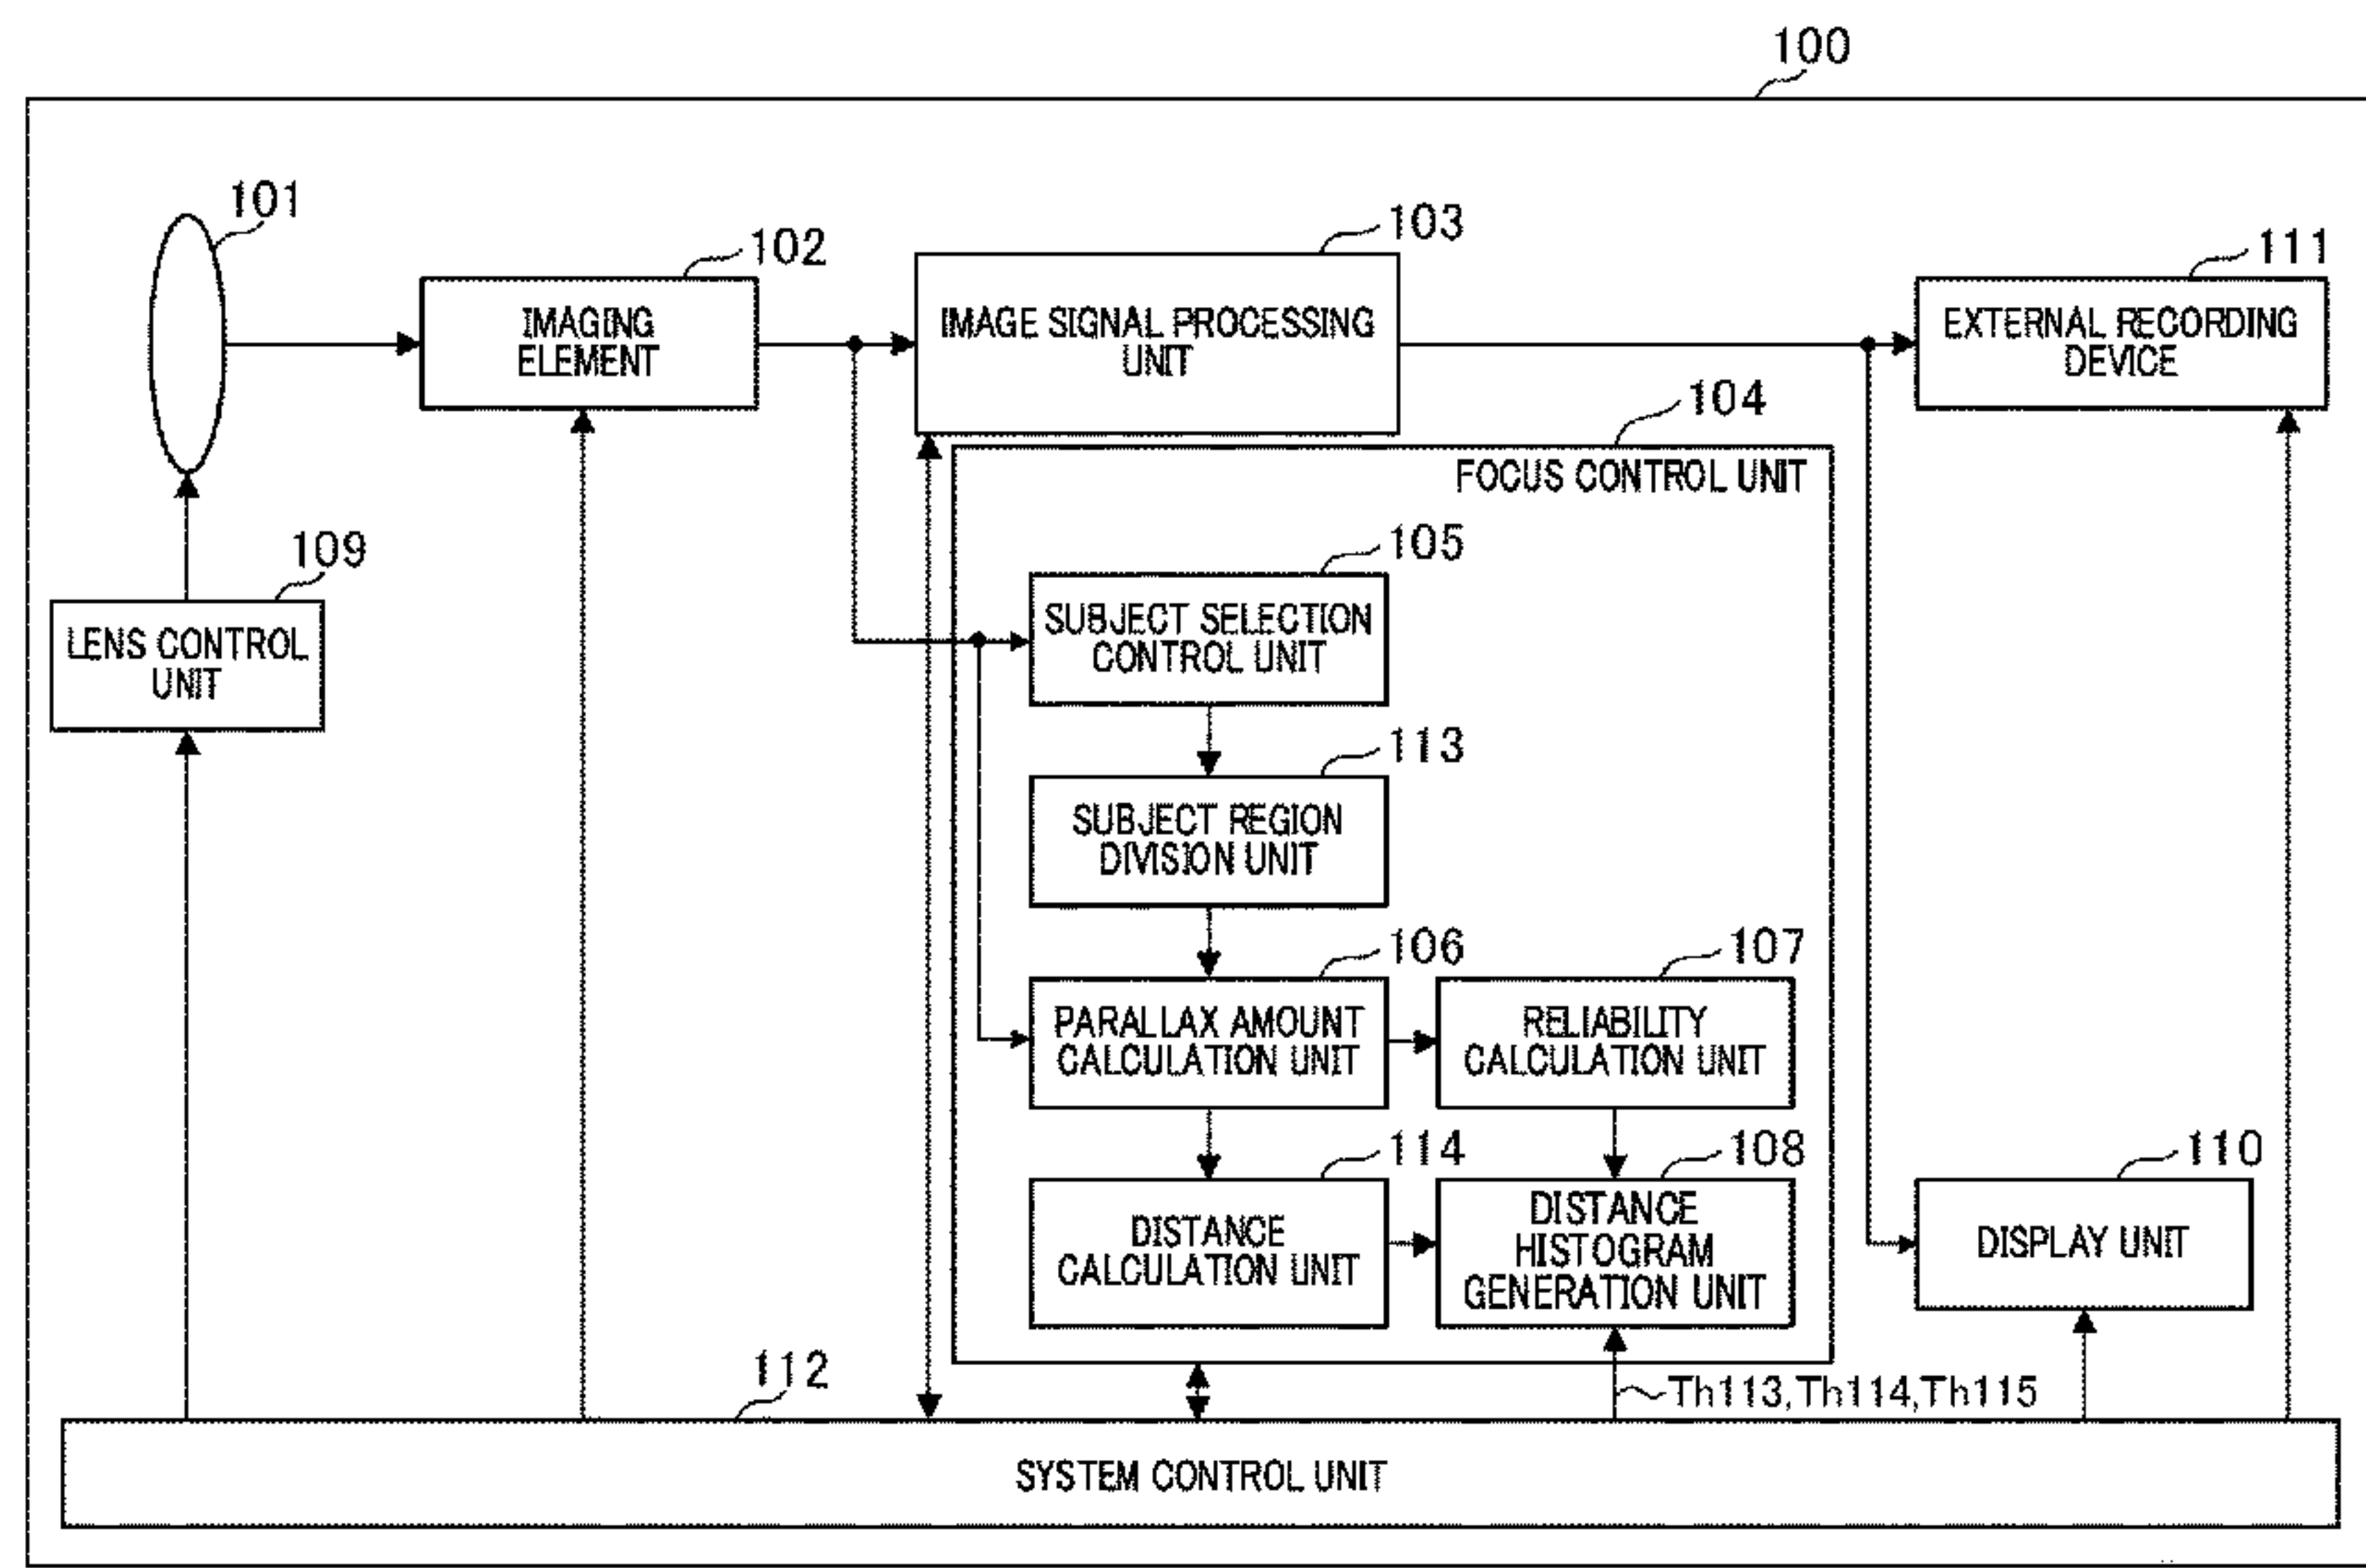 100
101
102
103
111
IMAGING
ELEMENT
IMAGE SIGNAL PROCESSING
UNIT
EXTERNAL RECORDING
DEVICE
104
FOCUS CONTROL UNIT
109
LENS CONTROL
UNIT
105
SUBJECT SELECTION
CONTROL UNIT
113
SUBJECT REGION
DIVISION UNIT
106
107
PARALLAX AMOUNT
CALCULATION UNIT
RELIABILITY
CALCULATION UNIT
114
108
110
DISTANCE
CALCULATION UNIT
DISTANCE
HISTOGRAM
GENERATION UNIT
DISPLAY UNIT
112
Th113,Th114,Th115
SYSTEM CONTROL UNIT